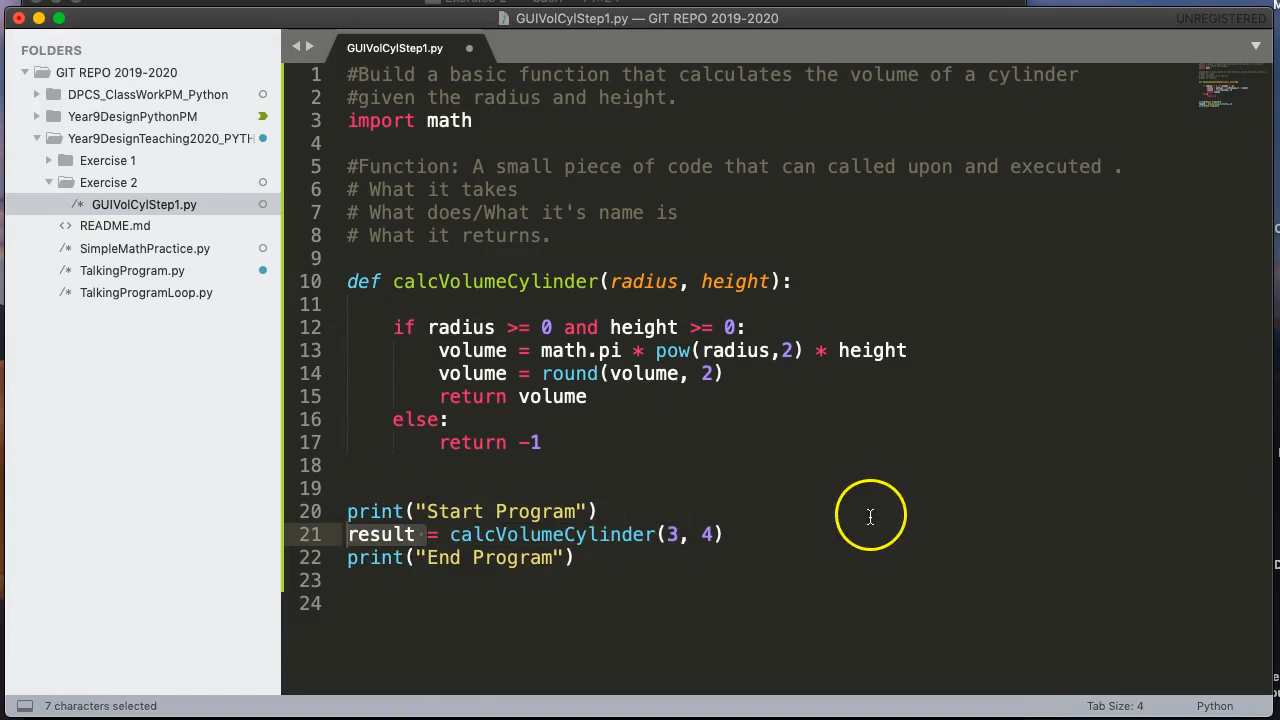 GUIVolCylStep1.py — GIT REPO 2019-2020
UNREGISTERED
FOLDERS
GIT REPO 2019-2020
DPCS_ClassWorkPM_Python
Year9DesignPythonPM
Year9DesignTeaching2020_PYTH
Exercise 1
Exercise 2
/* GUIVolCylStep1.py
<> README.md
/* SimpleMathPractice.py
/* TalkingProgram.py
/* TalkingProgramLoop.py
GUIVolCylStep1.py
1 #Build a basic function that calculates the volume of a cylinder
2 #given the radius and height.
3 import math
4
5 #Function: A small piece of code that can called upon and executed .
6 # What it takes
7 # What does/What it's name is
8 # What it returns.
9
10 def calcVolumeCylinder(radius, height):
11
12 if radius >= 0 and height >= 0:
13 volume = math.pi * pow(radius,2) * height
14 volume = round(volume, 2)
15 return volume
16 else:
17 return -1
18
19
20 print("Start Program")
21 result = calcVolumeCylinder(3, 4)
22 print("End Program")
23
24
7 characters selected
Tab Size: 4
Python